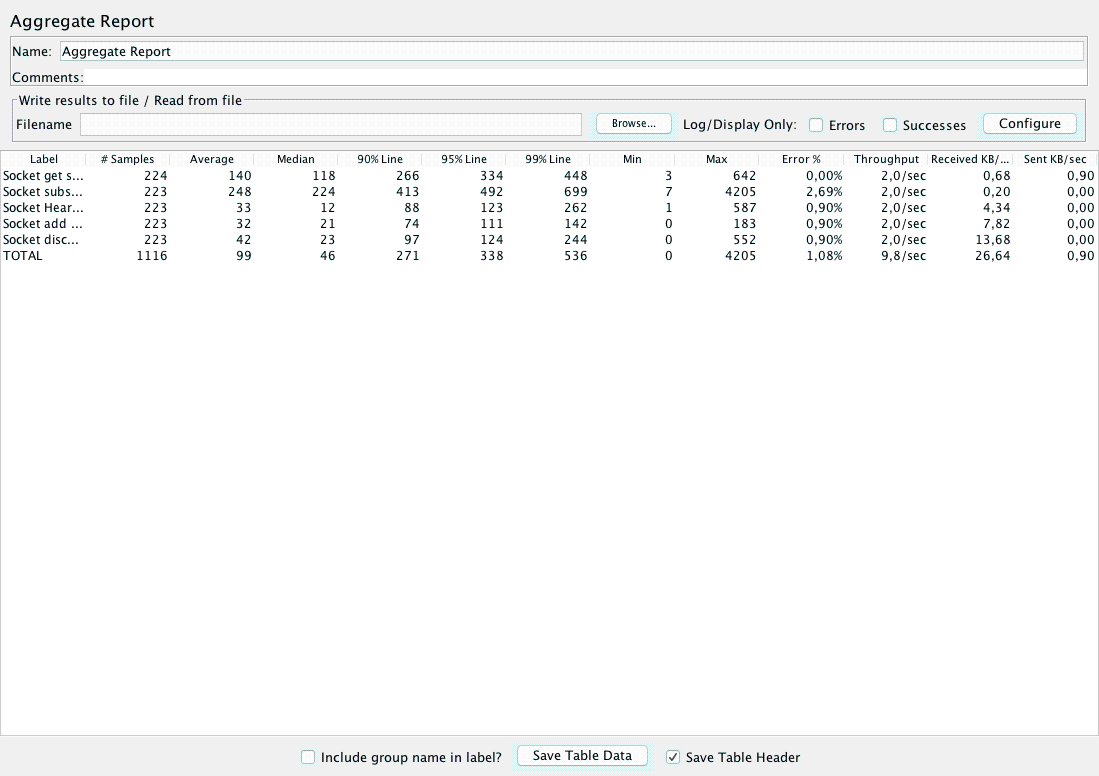 Aggregate Report
Name: Aggregate Report
Comments:
Write results to file / Read from file
Filename Browse... Log/Display Only: Errors Successes Configure
Label # Samples Average Median 90% Line 95% Line 99% Line Min Max Error % Throughput Received KB/... Sent KB/sec
Socket get s... 224 140 118 266 334 448 3 642 0,00% 2,0/sec 0,68 0,90
Socket subs... 223 248 224 413 492 699 7 4205 2,69% 2,0/sec 0,20 0,00
Socket Hear... 223 33 12 88 123 262 1 587 0,90% 2,0/sec 4,34 0,00
Socket add ... 223 32 21 74 111 142 0 183 0,90% 2,0/sec 7,82 0,00
Socket disc... 223 42 23 97 124 244 0 552 0,90% 2,0/sec 13,68 0,00
TOTAL 1116 99 46 271 338 536 0 4205 1,08% 9,8/sec 26,64 0,90
Include group name in label? Save Table Data Save Table Header